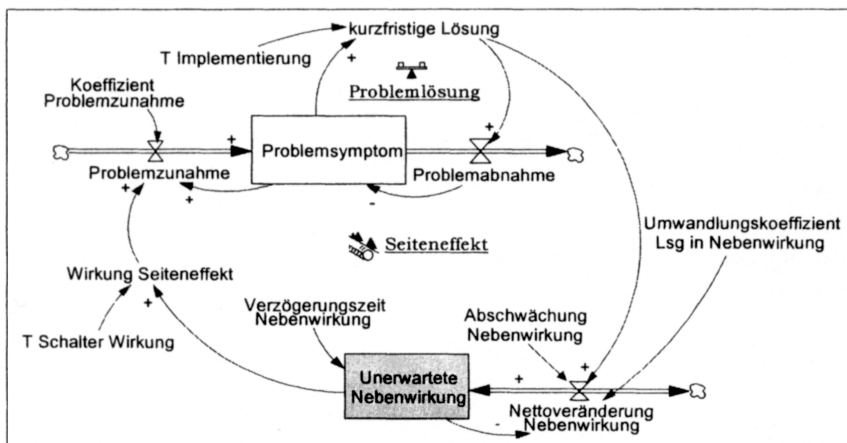 kurzfristige Lösung
T Implementierung
+
Koeffizient
Problemzunahme
Problemlösung
+
Problemsymptom
+
Problemzunahme
Problemabnahme
+
+
-
Umwandlungskoeffizient
Lsg in Nebenwirkung
Seiteneffekt
Wirkung Seiteneffekt
+
Verzögerungszeit
Nebenwirkung
Abschwächung
Nebenwirkung
T Schalter Wirkung
Unerwartete
Nebenwirkung
+
+
Nettoveränderung
Nebenwirkung
-